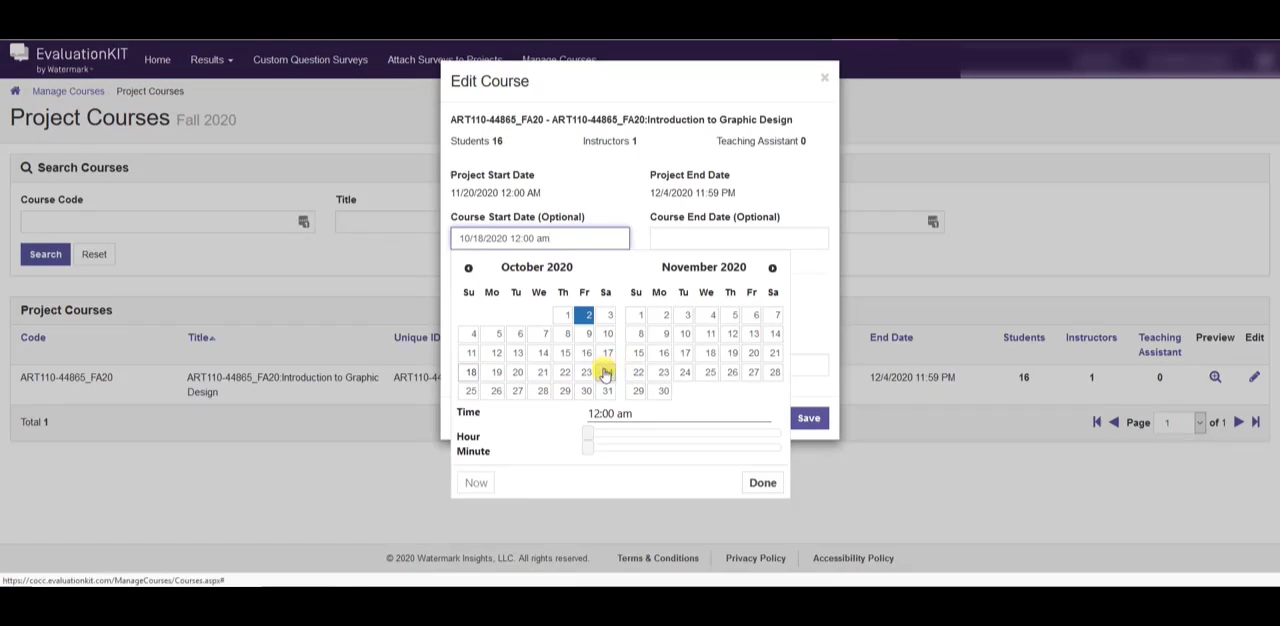 EvaluationKIT
by Watermark
Home
Results
Custom Question Surveys
Attach Surveys to Projects
Manage Courses
Manage Courses
Project Courses
Project Courses Fall 2020
Search Courses
Course Code
Title
Search
Reset
Project Courses
Code
Title
Unique ID
End Date
Students
Instructors
Teaching
Assistant
Preview
Edit
ART110-44865_FA20
ART110-44865_FA20:Introduction to Graphic
Design
ART110-44
12/4/2020 11:59 PM
16
1
0
Total 1
Page 1 of 1
Edit Course
×
ART110-44865_FA20 - ART110-44865_FA20:Introduction to Graphic Design
Students 16
Instructors 1
Teaching Assistant 0
Project Start Date
Project End Date
11/20/2020 12:00 AM
12/4/2020 11:59 PM
Course Start Date (Optional)
Course End Date (Optional)
10/18/2020 12:00 am
October 2020
Su Mo Tu We Th Fr Sa
1 2 3
4 5 6 7 8 9 10
11 12 13 14 15 16 17
18 19 20 21 22 23 24
25 26 27 28 29 30 31
November 2020
Su Mo Tu We Th Fr Sa
1 2 3 4 5 6 7
8 9 10 11 12 13 14
15 16 17 18 19 20 21
22 23 24 25 26 27 28
29 30
Time
12:00 am
Hour
Minute
Now
Done
Save
© 2020 Watermark Insights, LLC. All rights reserved.
Terms & Conditions
Privacy Policy
Accessibility Policy
https://cocc.evaluationkit.com/ManageCourses/Courses.aspx#